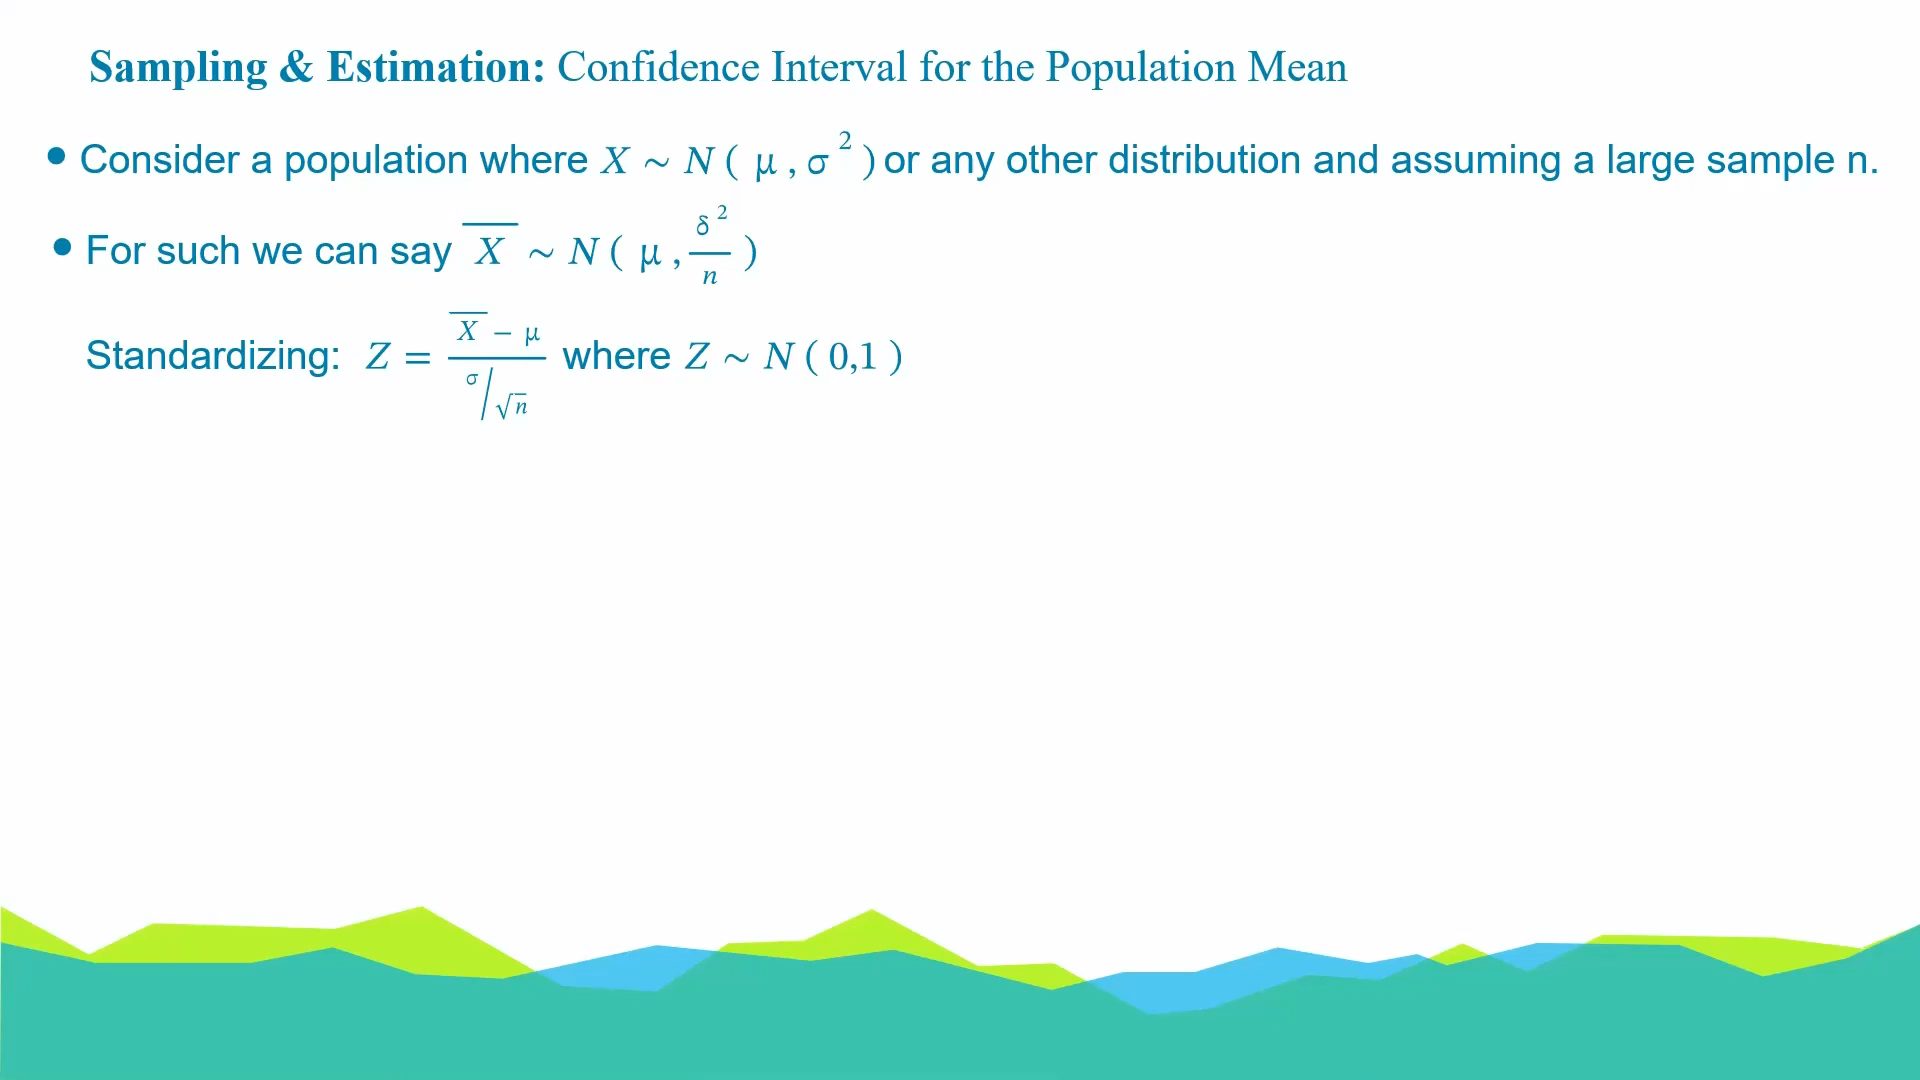 Sampling & Estimation: Confidence Interval for the Population Mean
• Consider a population where X ~ N ( μ , σ ² ) or any other distribution and assuming a large sample n.
• For such we can say X̅ ~ N ( μ , δ ² / n )
Standardizing: Z = (X̅ − μ) / (σ / √n) where Z ~ N ( 0,1 )